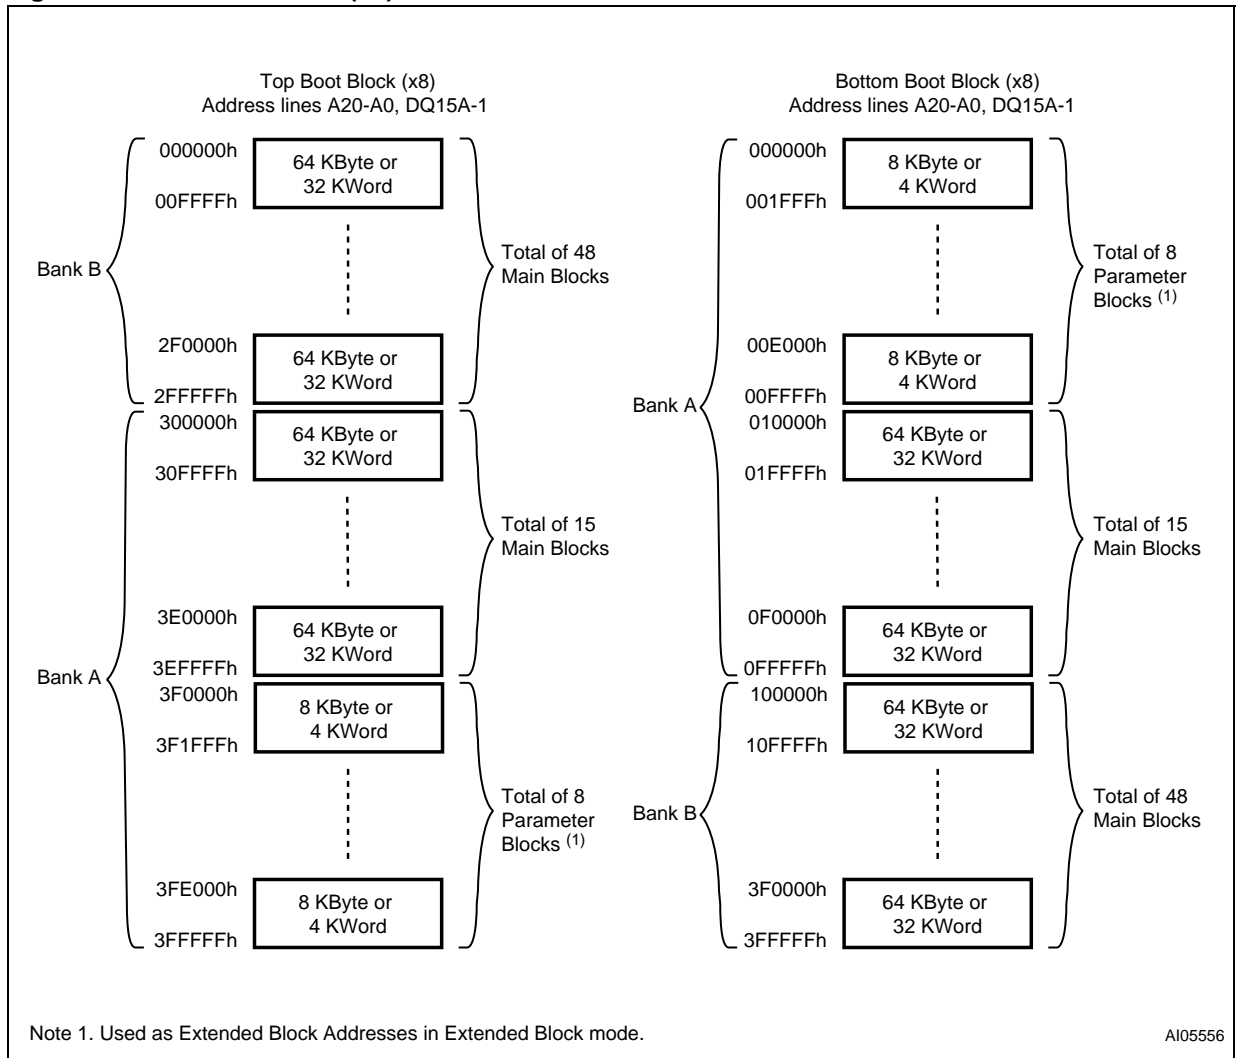 Top Boot Block (x8)
Address lines A20-A0, DQ15A-1
000000h
64 KByte or
32 KWord
00FFFFh
Bank B
Total of 48
Main Blocks
2F0000h
64 KByte or
32 KWord
2FFFFFh
300000h
64 KByte or
32 KWord
30FFFFh
Total of 15
Main Blocks
3E0000h
64 KByte or
32 KWord
3EFFFFh
Bank A
3F0000h
8 KByte or
4 KWord
3F1FFFh
Total of 8
Parameter
Blocks (1)
3FE000h
8 KByte or
4 KWord
3FFFFFh
Bottom Boot Block (x8)
Address lines A20-A0, DQ15A-1
000000h
8 KByte or
4 KWord
001FFFh
Total of 8
Parameter
Blocks (1)
00E000h
8 KByte or
4 KWord
00FFFFh
Bank A
010000h
64 KByte or
32 KWord
01FFFFh
Total of 15
Main Blocks
0F0000h
64 KByte or
32 KWord
0FFFFFh
100000h
64 KByte or
32 KWord
10FFFFh
Bank B
Total of 48
Main Blocks
3F0000h
64 KByte or
32 KWord
3FFFFFh
Note 1. Used as Extended Block Addresses in Extended Block mode.
AI05556